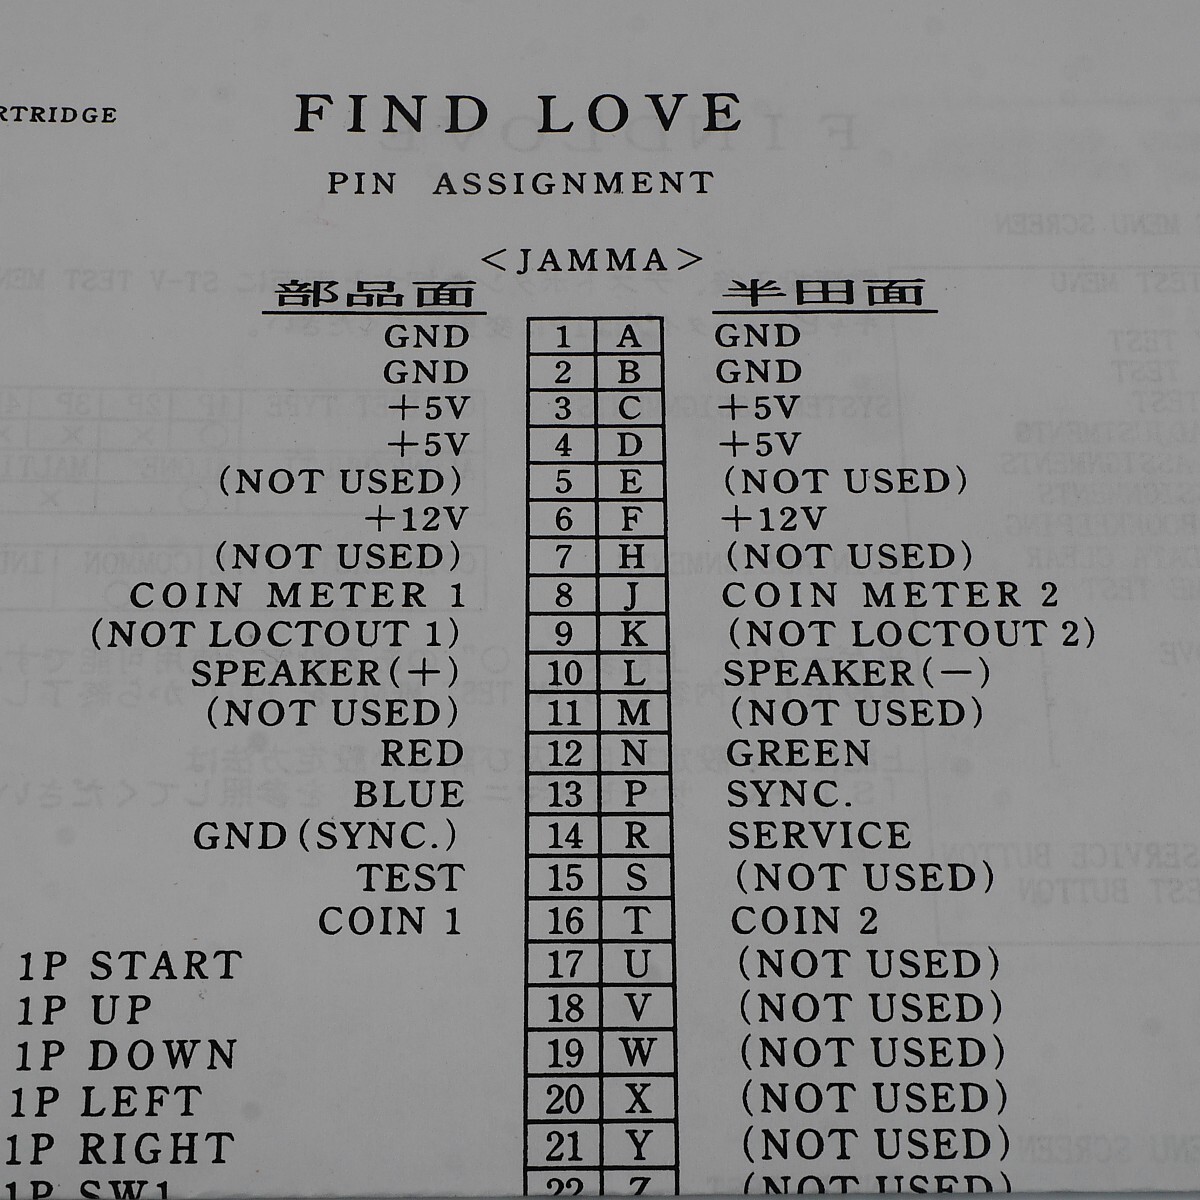 RTRIDGE
FIND LOVE
PIN ASSIGNMENT
<JAMMA>
部品面 半田面
GND 1 A GND
GND 2 B GND
+5V 3 C +5V
+5V 4 D +5V
(NOT USED) 5 E (NOT USED)
+12V 6 F +12V
(NOT USED) 7 H (NOT USED)
COIN METER 1 8 J COIN METER 2
(NOT LOCTOUT 1) 9 K (NOT LOCTOUT 2)
SPEAKER(+) 10 L SPEAKER(−)
(NOT USED) 11 M (NOT USED)
RED 12 N GREEN
BLUE 13 P SYNC.
GND(SYNC.) 14 R SERVICE
TEST 15 S (NOT USED)
COIN 1 16 T COIN 2
1P START 17 U (NOT USED)
1P UP 18 V (NOT USED)
1P DOWN 19 W (NOT USED)
1P LEFT 20 X (NOT USED)
1P RIGHT 21 Y (NOT USED)
1P SW1 22 Z (NOT USED)